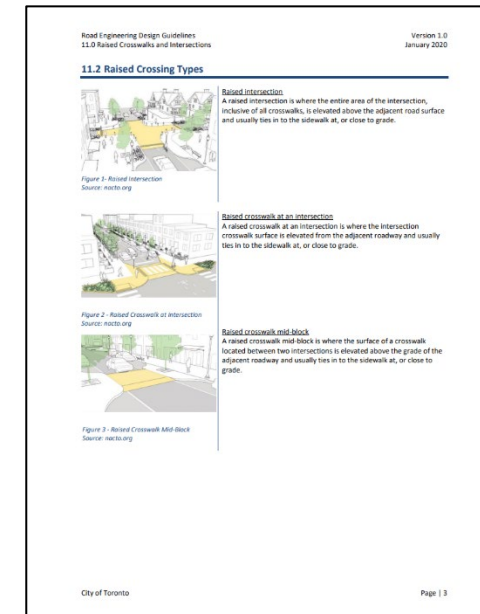 Road Engineering Design Guidelines
11.0 Raised Crosswalks and Intersections
Version 1.0
January 2020
11.2 Raised Crossing Types
Raised intersection
A raised intersection is where the entire area of the intersection,
inclusive of all crosswalks, is elevated above the adjacent road surface
and usually ties in to the sidewalk at, or close to grade.
Figure 1- Raised Intersection
Source: nacto.org
Raised crosswalk at an intersection
A raised crosswalk at an intersection is where the intersection
crosswalk surface is elevated from the adjacent roadway and usually
ties in to the sidewalk at, or close to grade.
Figure 2 - Raised Crosswalk at Intersection
Source: nacto.org
Raised crosswalk mid-block
A raised crosswalk mid-block is where the surface of a crosswalk
located between two intersections is elevated above the grade of the
adjacent roadway and usually ties in to the sidewalk at, or close to
grade.
Figure 3 - Raised Crosswalk Mid-Block
Source: nacto.org
City of Toronto
Page | 3